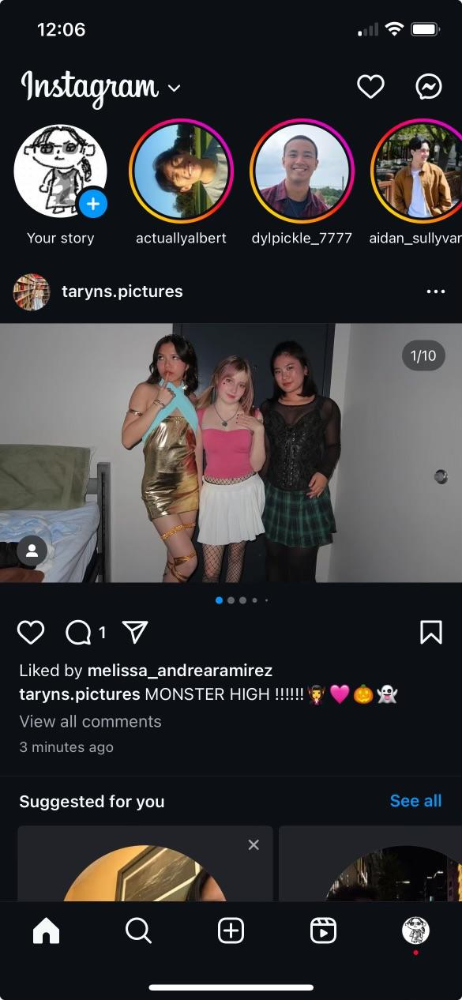 12:06
Instagram
Your story
actuallyalbert
dylpickle_7777
aidan_sullyvan
taryns.pictures
1/10
1
Liked by melissa_andrearamirez
taryns.pictures MONSTER HIGH !!!!!!🧛‍♀️💗🎃👻
View all comments
3 minutes ago
Suggested for you
See all